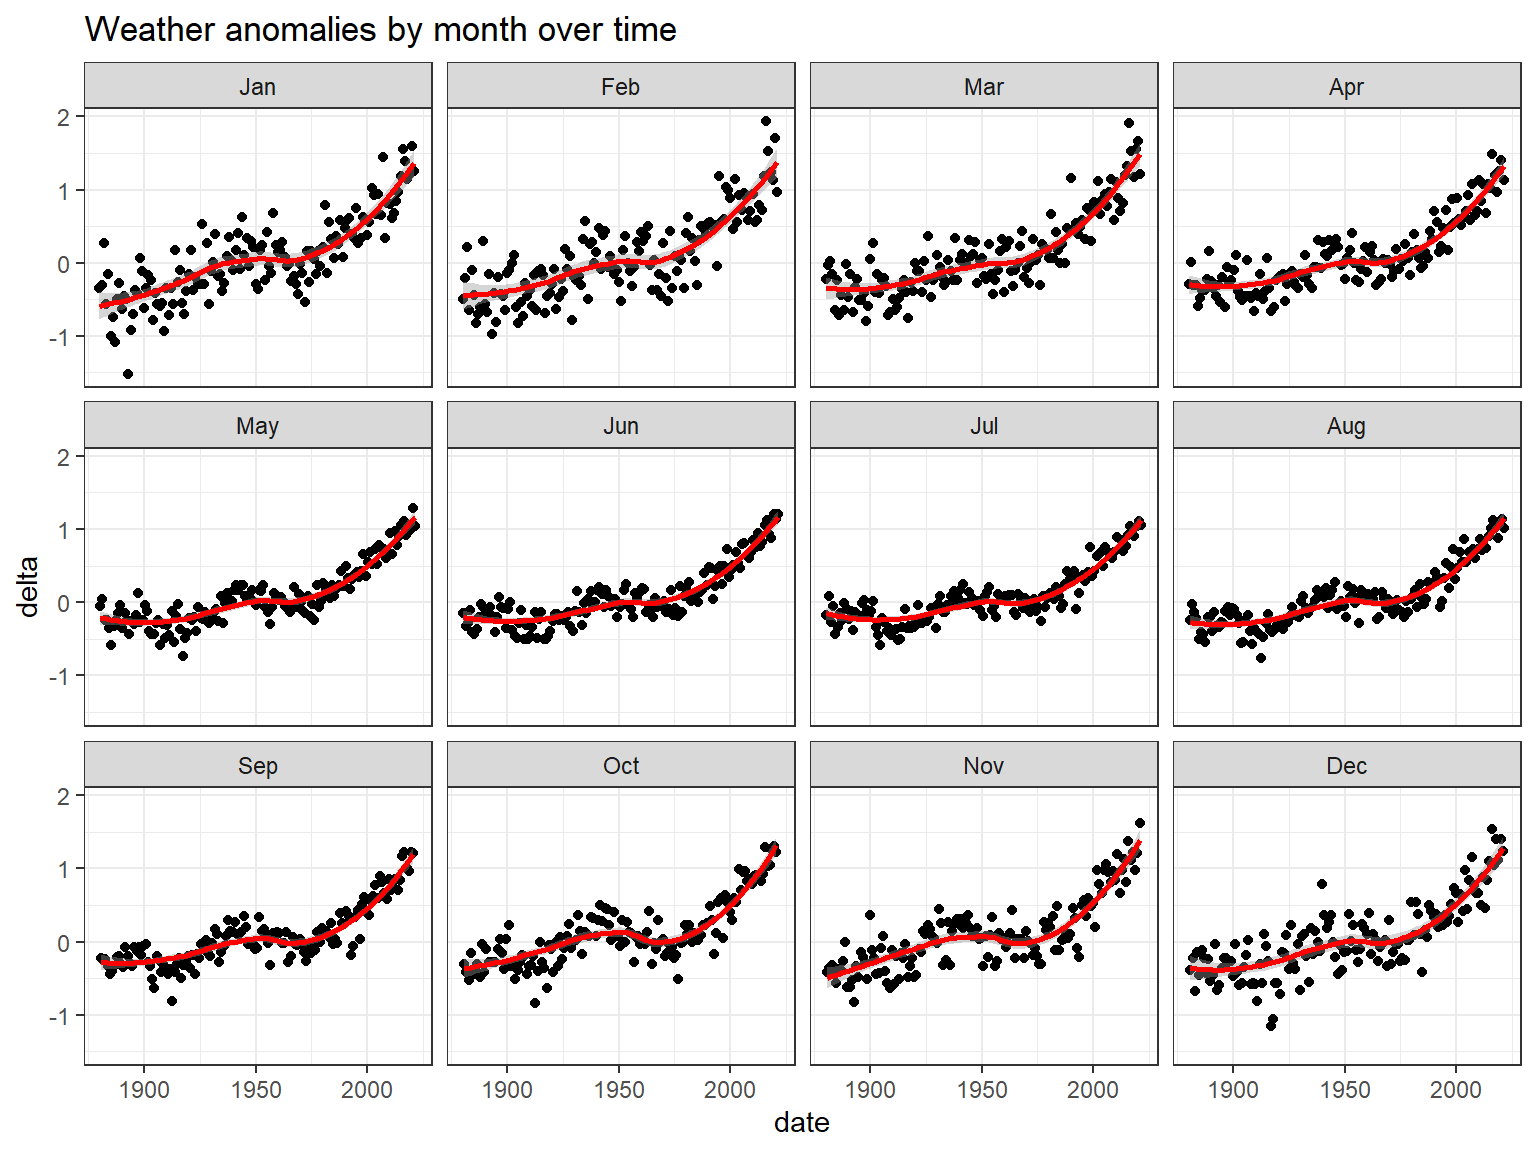 Weather anomalies by month over time
Jan Feb Mar Apr
2
1
0
-1
May Jun Jul Aug
2
1
0
-1
delta
Sep Oct Nov Dec
2
1
0
-1
1900 1950 2000 1900 1950 2000 1900 1950 2000 1900 1950 2000
date